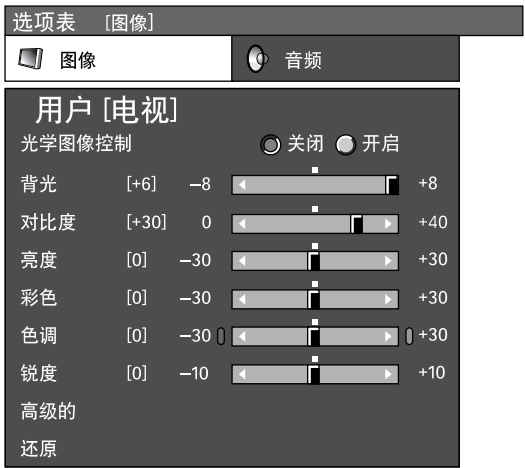 选项表 [图像]
图像 音频
用户 [电视]
光学图像控制 关闭 开启
背光 [+6] −8 +8
对比度 [+30] 0 +40
亮度 [0] −30 +30
彩色 [0] −30 +30
色调 [0] −30 +30
锐度 [0] −10 +10
高级的
还原